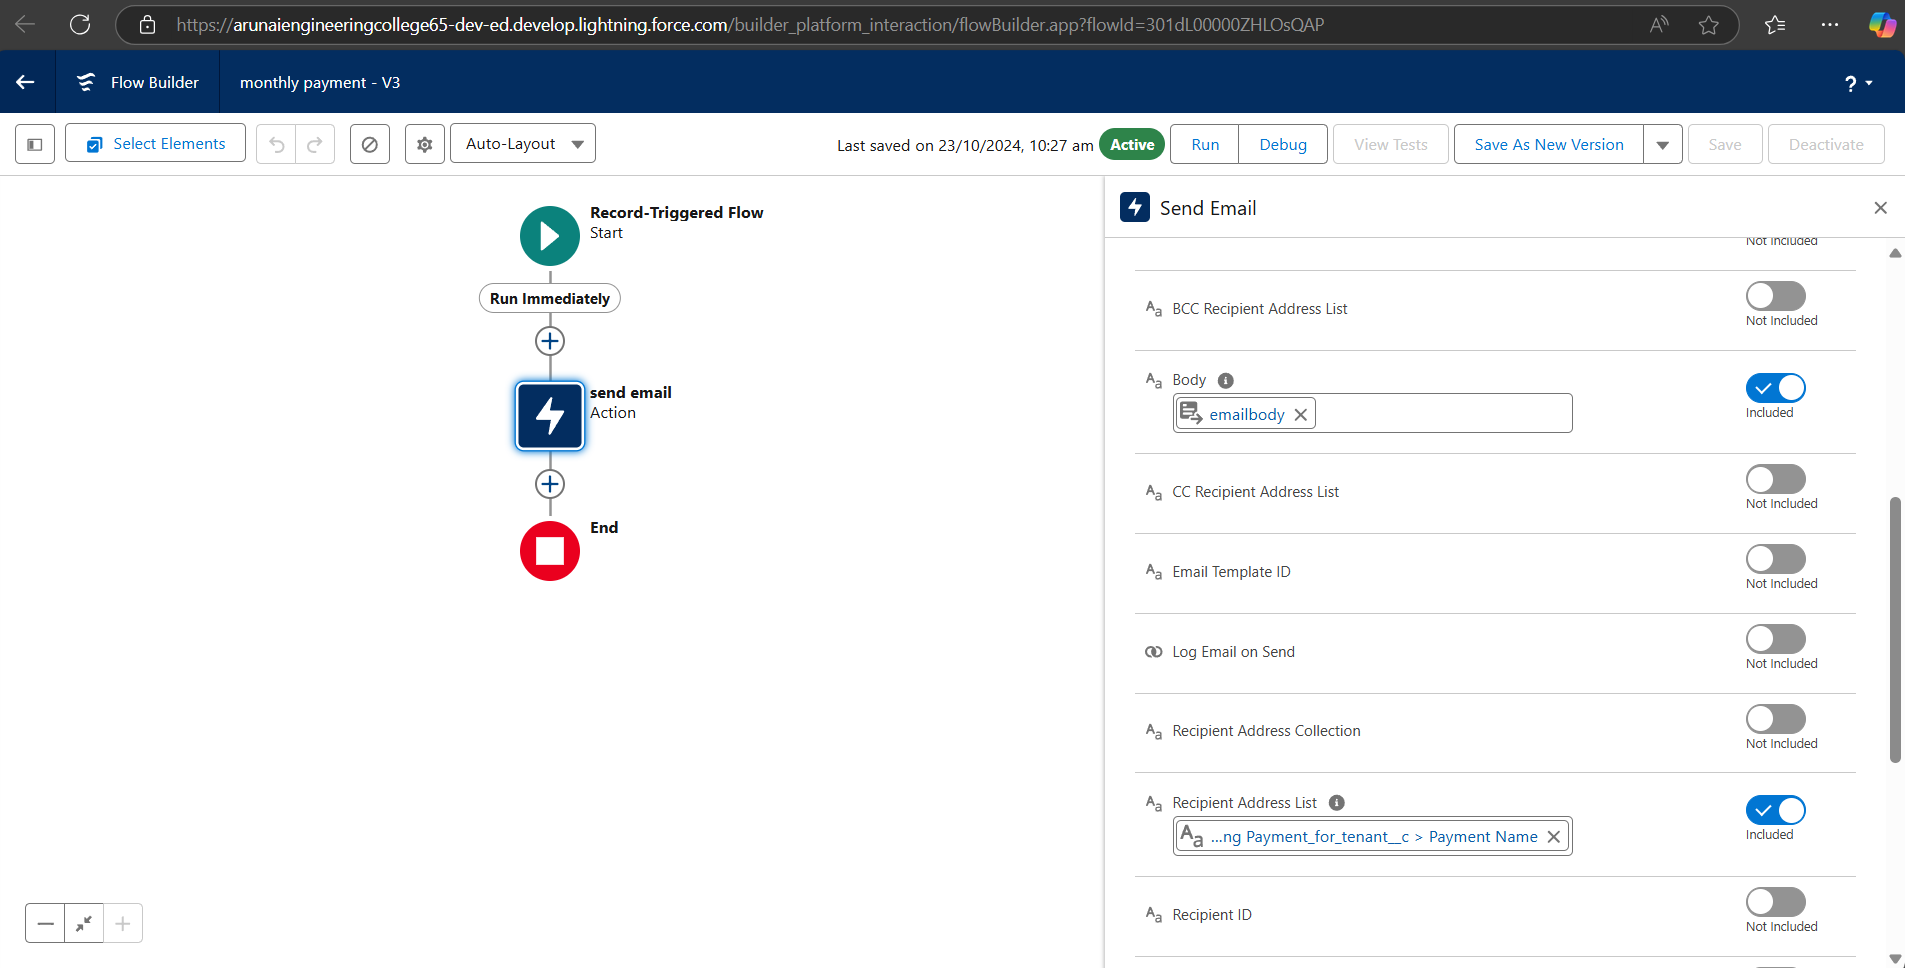 https://arunaiengineeringcollege65-dev-ed.develop.lightning.force.com/builder_platform_interaction/flowBuilder.app?flowId=301dL00000ZHLOsQAP
Flow Builder
monthly payment - V3
?
Select Elements
Auto-Layout
Last saved on 23/10/2024, 10:27 am
Active
Run
Debug
View Tests
Save As New Version
Save
Deactivate
Record-Triggered Flow
Start
Run Immediately
send email
Action
End
Send Email
Not Included
BCC Recipient Address List
Not Included
Body
emailbody
Included
CC Recipient Address List
Not Included
Email Template ID
Not Included
Log Email on Send
Not Included
Recipient Address Collection
Not Included
Recipient Address List
...ng Payment_for_tenant__c > Payment Name
Included
Recipient ID
Not Included